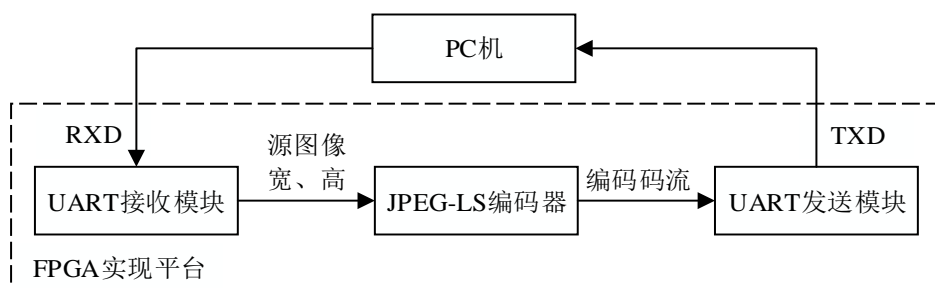 PC机
RXD
TXD
源图像
宽、高
编码码流
UART接收模块
JPEG-LS编码器
UART发送模块
FPGA实现平台